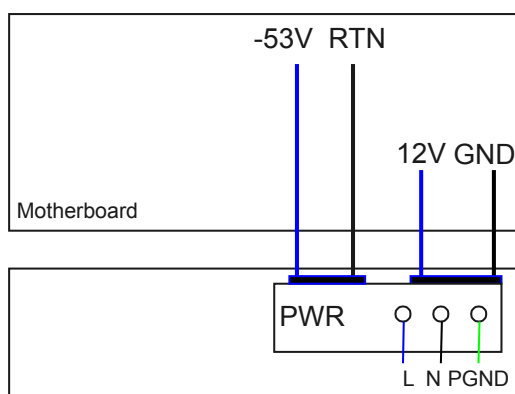 -53V RTN
12V GND
Motherboard
PWR
L N PGND